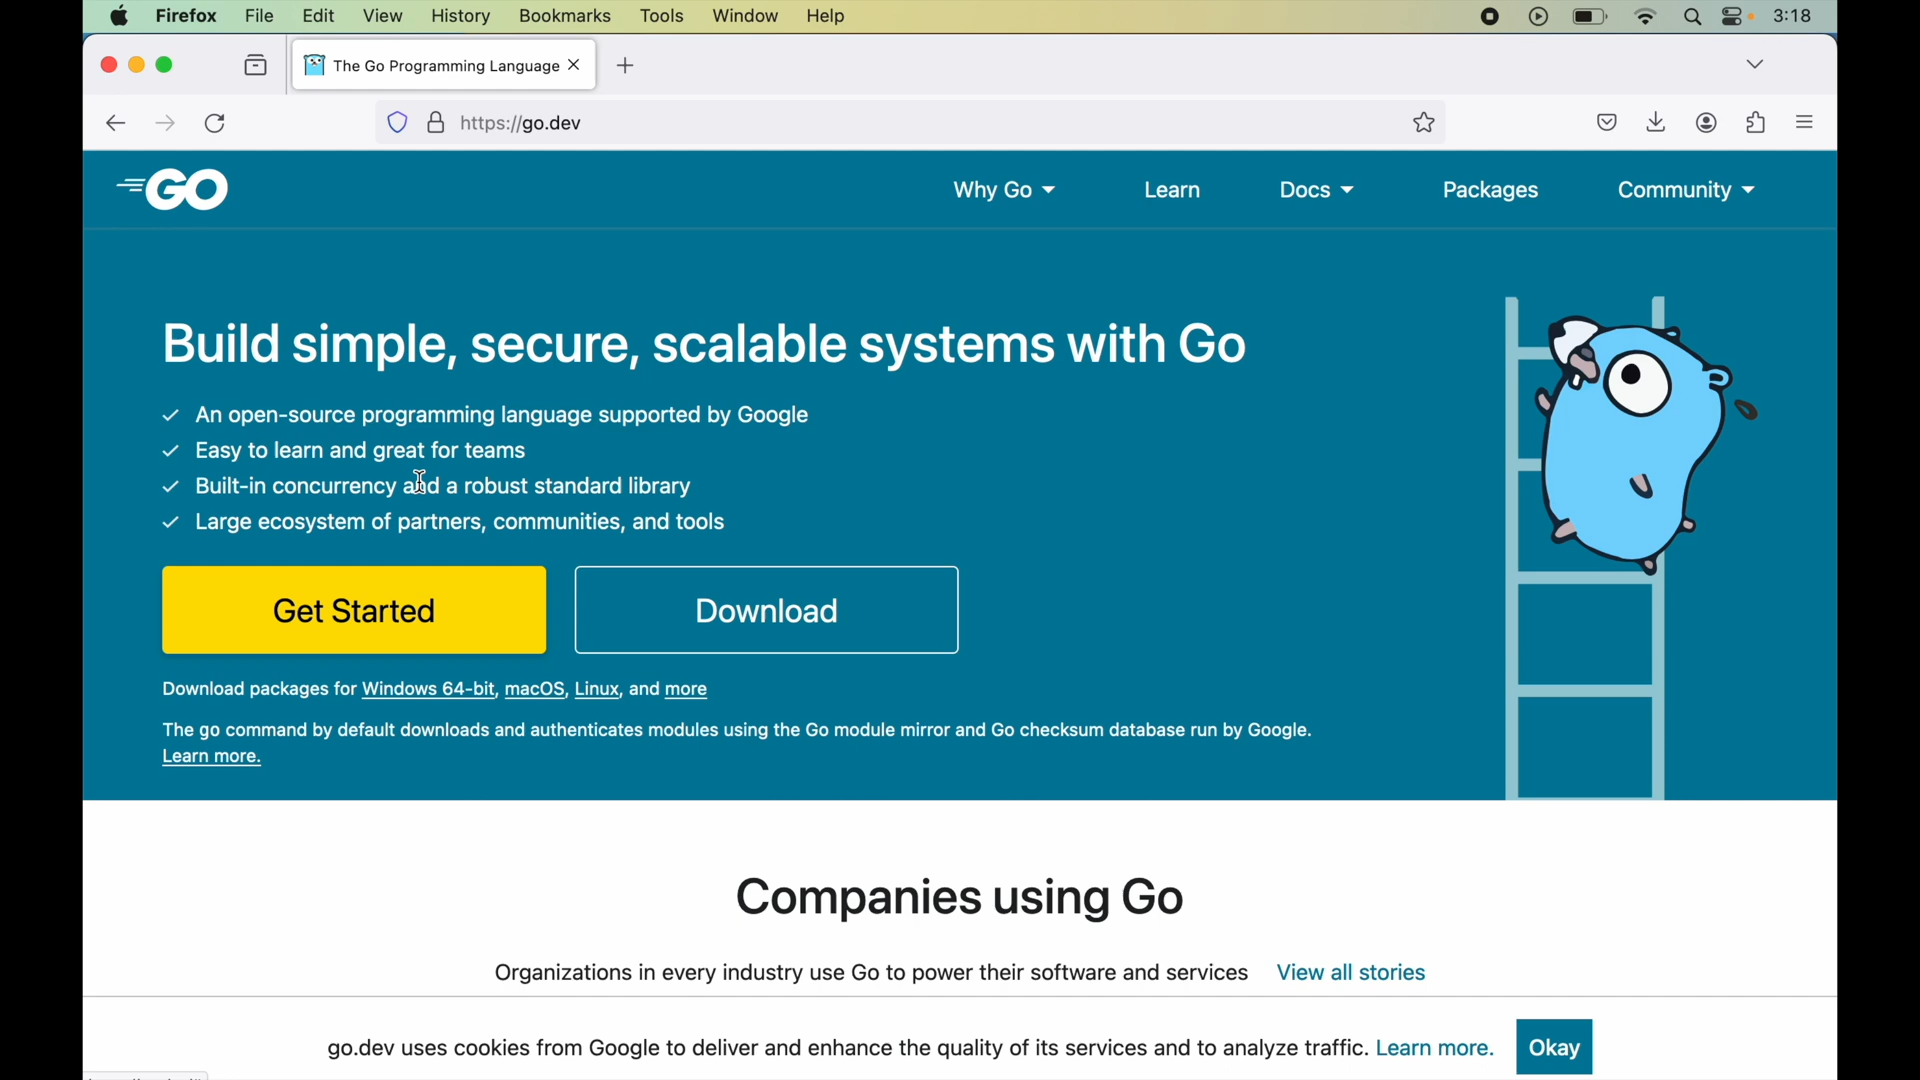 Firefox File Edit View History Bookmarks Tools Window Help 3:18
The Go Programming Language
https://go.dev
GO Why Go Learn Docs Packages Community
Build simple, secure, scalable systems with Go
An open-source programming language supported by Google
Easy to learn and great for teams
Built-in concurrency and a robust standard library
Large ecosystem of partners, communities, and tools
Get Started Download
Download packages for Windows 64-bit, macOS, Linux, and more
The go command by default downloads and authenticates modules using the Go module mirror and Go checksum database run by Google.
Learn more.
Companies using Go
Organizations in every industry use Go to power their software and services View all stories
go.dev uses cookies from Google to deliver and enhance the quality of its services and to analyze traffic. Learn more. Okay